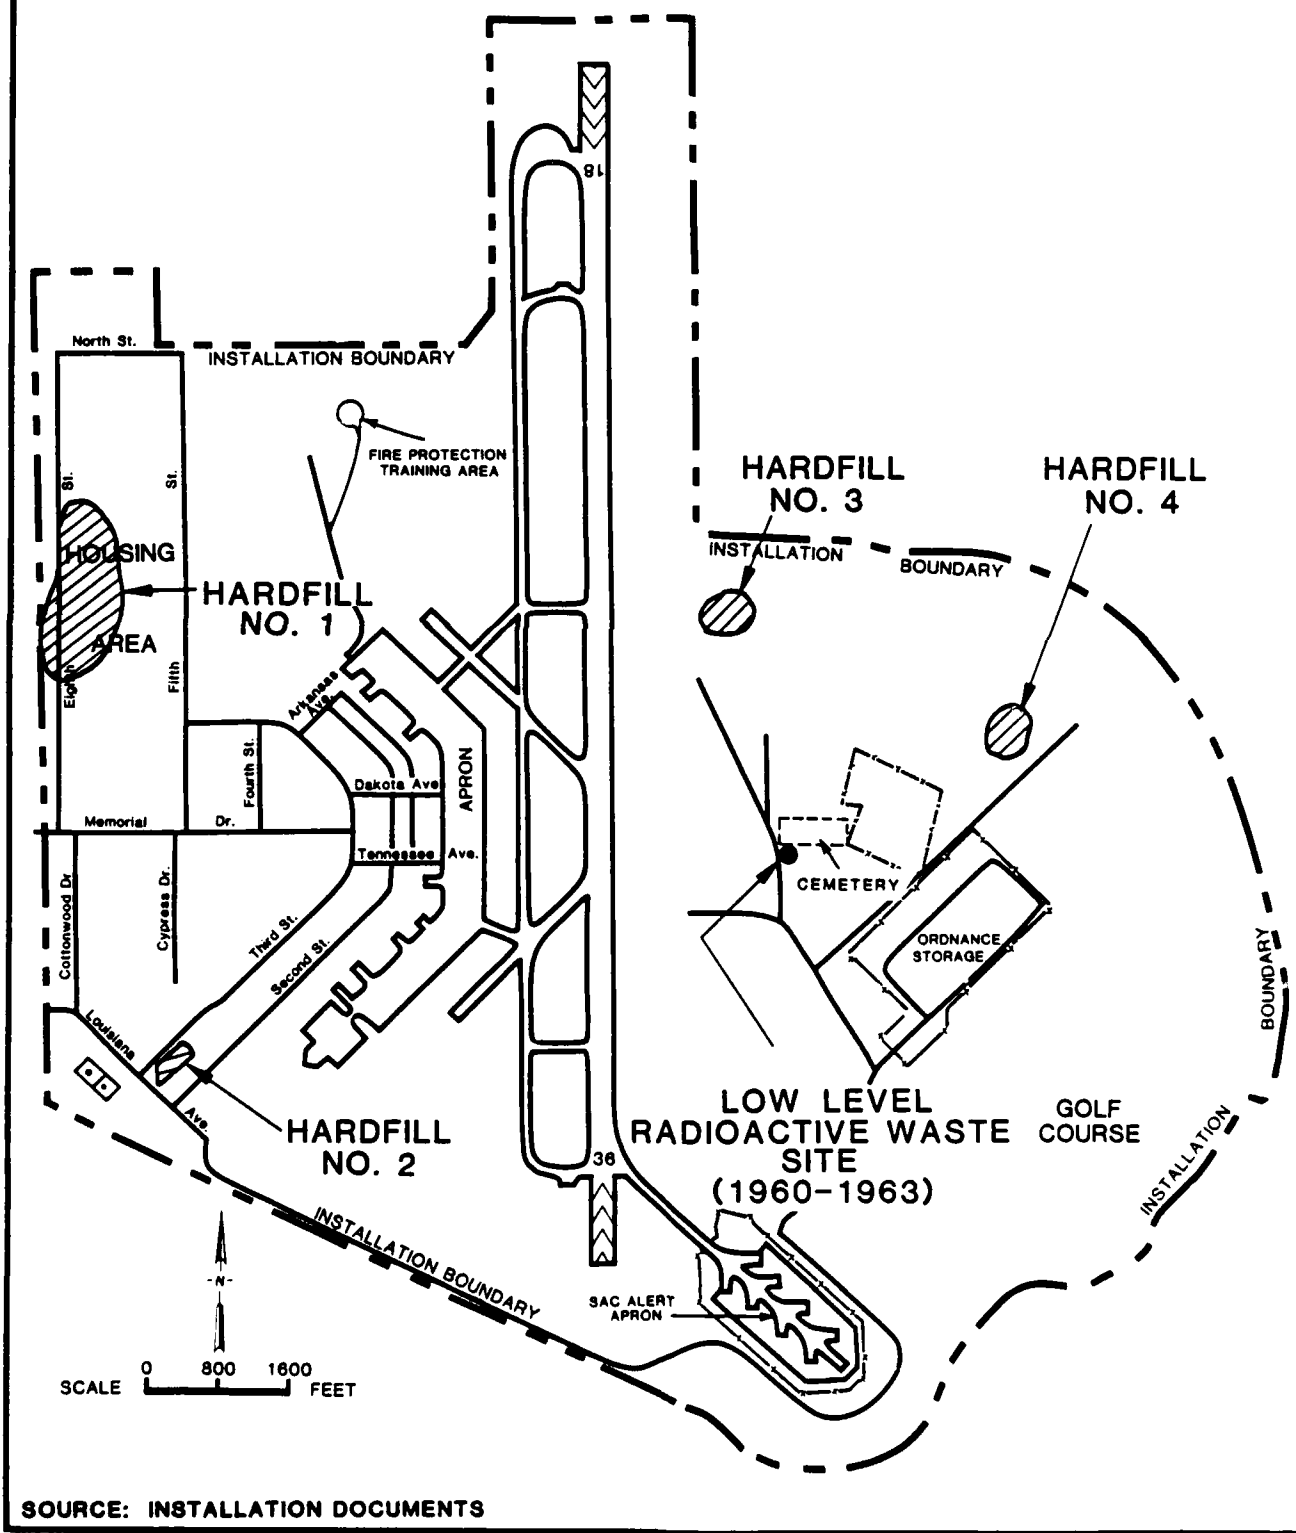 18
North St.
INSTALLATION BOUNDARY
FIRE PROTECTION
TRAINING AREA
HARDFILL
NO. 3
HARDFILL
NO. 4
St.
St.
INSTALLATION
BOUNDARY
HOUSING
AREA
HARDFILL
NO. 1
Eighth
Fifth
Arkansas
Ave.
Fourth St.
APRON
Dakota Ave.
Memorial Dr.
Tennessee Ave.
CEMETERY
Cottonwood Dr
Cypress Dr.
Third St.
Second St.
ORDNANCE
STORAGE
BOUNDARY
Louisiana
Ave.
HARDFILL
NO. 2
LOW LEVEL
RADIOACTIVE WASTE
SITE
(1960-1963)
GOLF
COURSE
INSTALLATION
36
INSTALLATION BOUNDARY
-N-
SAC ALERT
APRON
0 800 1600
SCALE FEET
SOURCE: INSTALLATION DOCUMENTS